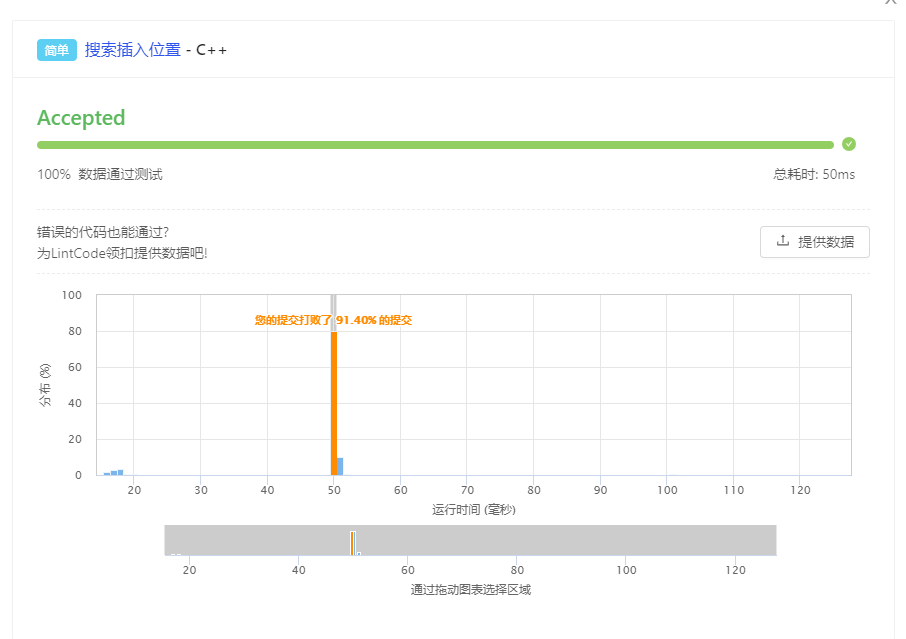 简单 搜索插入位置 - C++
Accepted
100% 数据通过测试 总耗时: 50ms
错误的代码也能通过?
为LintCode领扣提供数据吧!
提供数据
100
80
60
40
20
0
分布 (%)
您的提交打败了 91.40% 的提交
20 30 40 50 60 70 80 90 100 110 120
运行时间 (毫秒)
20 40 60 80 100 120
通过拖动图表选择区域